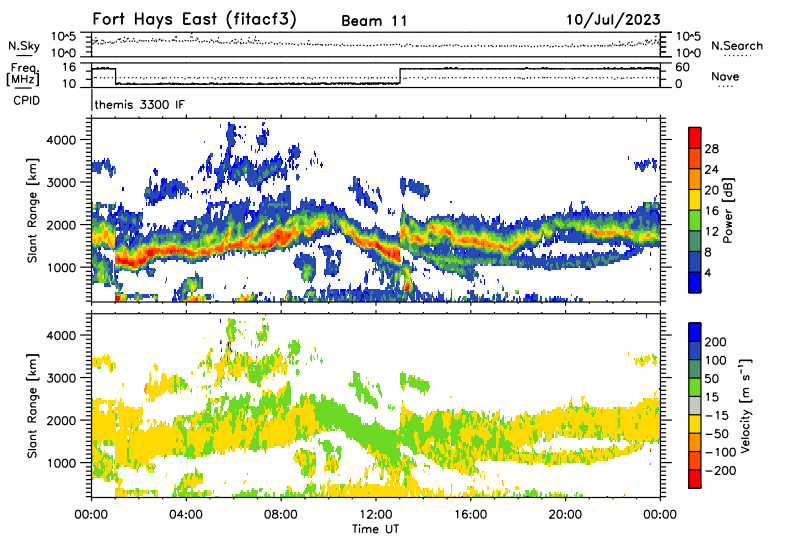 Fort Hays East (fitacf3) Beam 11 10/Jul/2023
N.Sky 10^5 10^0 10^5 10^0 N.Search
Freq. [MHz] 16 10 60 0 Nave
CPID themis 3300 IF
Slant Range [km]
4000
3000
2000
1000
28
24
20
16
12
8
4
Power [dB]
Slant Range [km]
4000
3000
2000
1000
200
100
50
15
-15
-50
-100
-200
Velocity [m s⁻¹]
00:00 04:00 08:00 12:00 16:00 20:00 00:00
Time UT